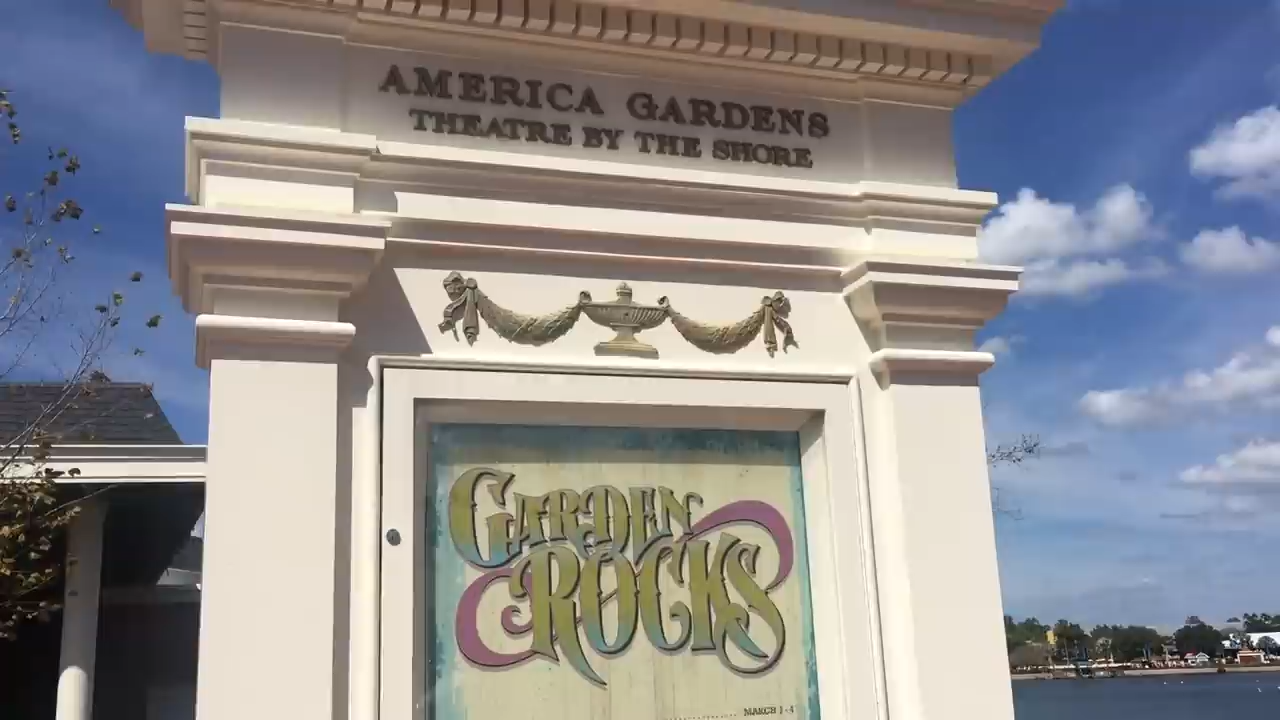 AMERICA GARDENS
THEATRE BY THE SHORE
GARDEN
ROCKS
MARCH 1-4